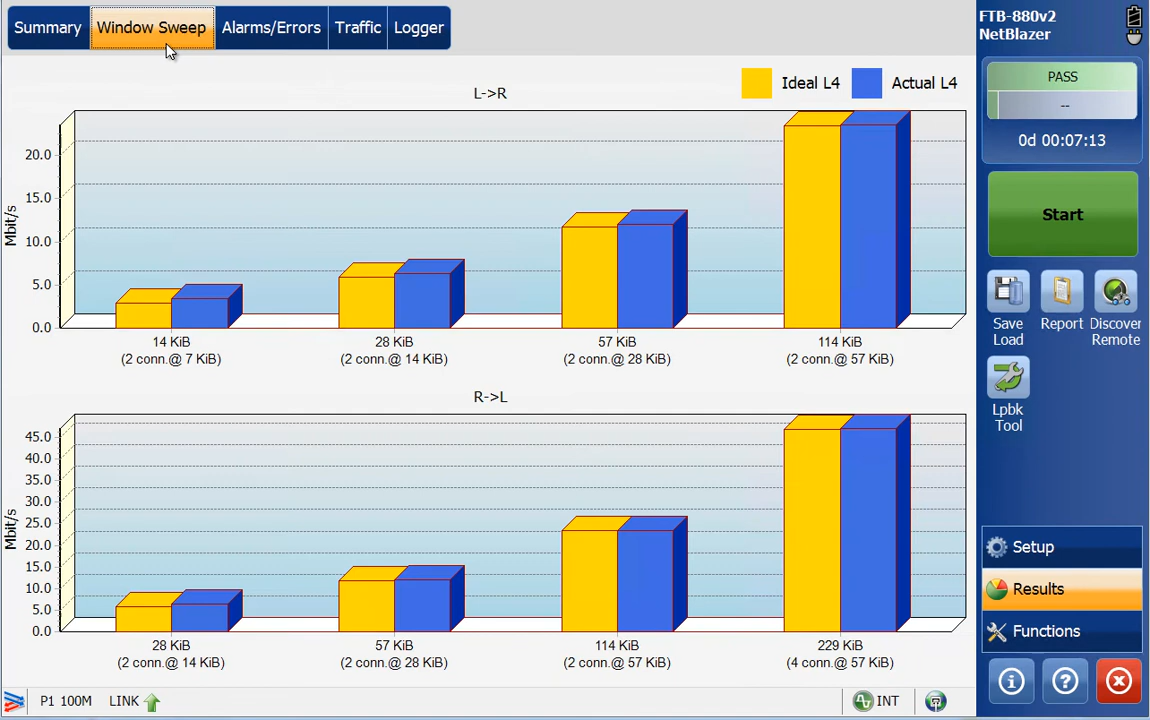 Summary
Window Sweep
Alarms/Errors
Traffic
Logger
FTB-880v2
NetBlazer
PASS
--
0d 00:07:13
Start
Save
Load
Report
Discover
Remote
Lpbk
Tool
Setup
Results
Functions
L->R
Ideal L4
Actual L4
Mbit/s
20.0
15.0
10.0
5.0
0.0
14 KiB
(2 conn.@ 7 KiB)
28 KiB
(2 conn.@ 14 KiB)
57 KiB
(2 conn.@ 28 KiB)
114 KiB
(2 conn.@ 57 KiB)
R->L
Mbit/s
45.0
40.0
35.0
30.0
25.0
20.0
15.0
10.0
5.0
0.0
28 KiB
(2 conn.@ 14 KiB)
57 KiB
(2 conn.@ 28 KiB)
114 KiB
(2 conn.@ 57 KiB)
229 KiB
(4 conn.@ 57 KiB)
P1 100M
LINK
INT